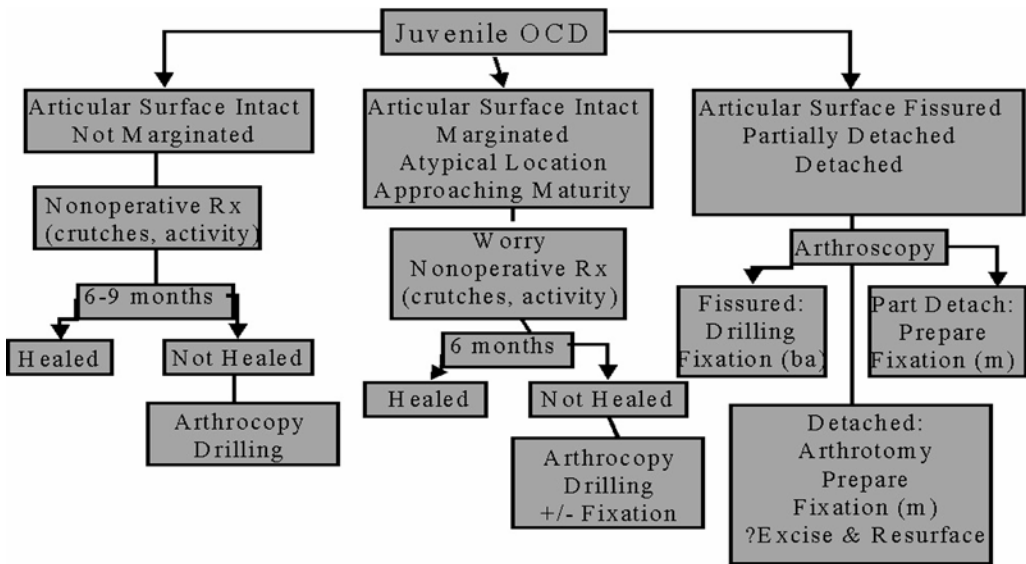 Juvenile OCD
Articular Surface Intact
Not Marginated
Nonoperative Rx
(crutches, activity)
6-9 months
Healed
Not Healed
Arthrocopy
Drilling
Articular Surface Intact
Marginated
Atypical Location
Approaching Maturity
Worry
Nonoperative Rx
(crutches, activity)
6 months
Healed
Not Healed
Arthrocopy
Drilling
+/- Fixation
Articular Surface Fissured
Partially Detached
Detached
Arthroscopy
Fissured:
Drilling
Fixation (ba)
Part Detach:
Prepare
Fixation (m)
Detached:
Arthrotomy
Prepare
Fixation (m)
?Excise & Resurface